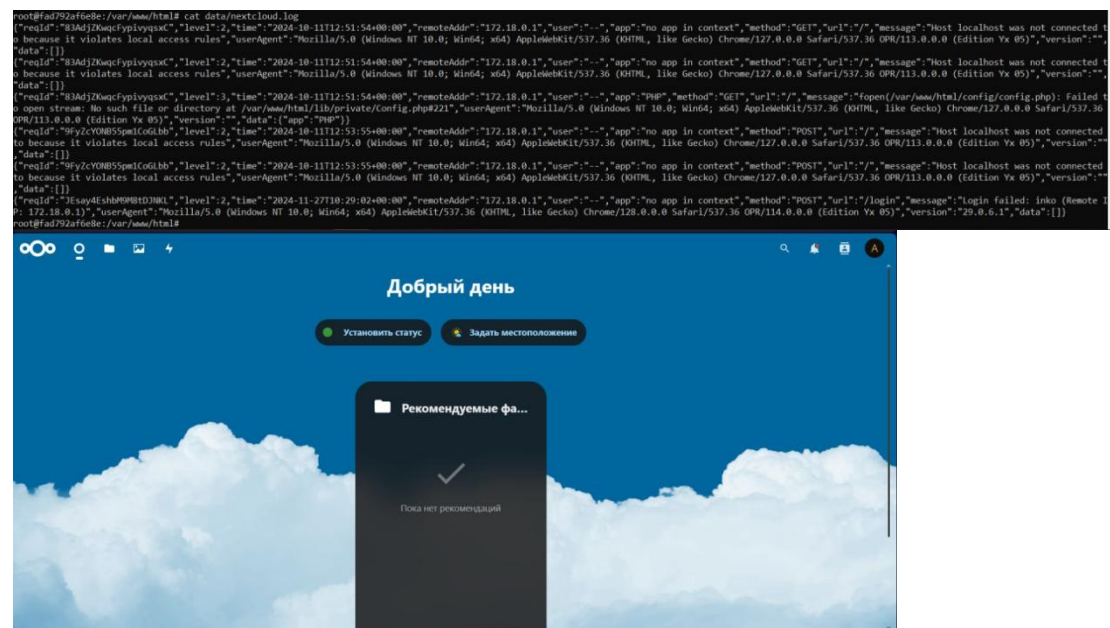 root@fad792af6e8e:/var/www/html# cat data/nextcloud.log
{"reqId":"83AdjZKwqcFypivyqsxC","level":2,"time":"2024-10-11T12:51:54+00:00","remoteAddr":"172.18.0.1","user":"--","app":"no app in context","method":"GET","url":"/","message":"Host localhost was not connected t
o because it violates local access rules","userAgent":"Mozilla/5.0 (Windows NT 10.0; Win64; x64) AppleWebKit/537.36 (KHTML, like Gecko) Chrome/127.0.0.0 Safari/537.36 OPR/113.0.0.0 (Edition Yx 05)","version":"",
"data":[]}
{"reqId":"83AdjZKwqcFypivyqsxC","level":2,"time":"2024-10-11T12:51:54+00:00","remoteAddr":"172.18.0.1","user":"--","app":"no app in context","method":"GET","url":"/","message":"Host localhost was not connected t
o because it violates local access rules","userAgent":"Mozilla/5.0 (Windows NT 10.0; Win64; x64) AppleWebKit/537.36 (KHTML, like Gecko) Chrome/127.0.0.0 Safari/537.36 OPR/113.0.0.0 (Edition Yx 05)","version":"",
"data":[]}
{"reqId":"83AdjZKwqcFypivyqsxC","level":3,"time":"2024-10-11T12:51:54+00:00","remoteAddr":"172.18.0.1","user":"--","app":"PHP","method":"GET","url":"/","message":"fopen(/var/www/html/config/config.php): Failed t
o open stream: No such file or directory at /var/www/html/lib/private/Config.php#221","userAgent":"Mozilla/5.0 (Windows NT 10.0; Win64; x64) AppleWebKit/537.36 (KHTML, like Gecko) Chrome/127.0.0.0 Safari/537.36
OPR/113.0.0.0 (Edition Yx 05)","version":"","data":{"app":"PHP"}}
{"reqId":"9FyZcYONB55pm1CoGLbb","level":2,"time":"2024-10-11T12:53:55+00:00","remoteAddr":"172.18.0.1","user":"--","app":"no app in context","method":"POST","url":"/","message":"Host localhost was not connected
to because it violates local access rules","userAgent":"Mozilla/5.0 (Windows NT 10.0; Win64; x64) AppleWebKit/537.36 (KHTML, like Gecko) Chrome/127.0.0.0 Safari/537.36 OPR/113.0.0.0 (Edition Yx 05)","version":""
,"data":[]}
{"reqId":"9FyZcYONB55pm1CoGLbb","level":2,"time":"2024-10-11T12:53:55+00:00","remoteAddr":"172.18.0.1","user":"--","app":"no app in context","method":"POST","url":"/","message":"Host localhost was not connected
to because it violates local access rules","userAgent":"Mozilla/5.0 (Windows NT 10.0; Win64; x64) AppleWebKit/537.36 (KHTML, like Gecko) Chrome/127.0.0.0 Safari/537.36 OPR/113.0.0.0 (Edition Yx 05)","version":""
,"data":[]}
{"reqId":"JEsay4EshbM9M8tDJNKL","level":2,"time":"2024-11-27T10:29:02+00:00","remoteAddr":"172.18.0.1","user":"--","app":"no app in context","method":"POST","url":"/login","message":"Login failed: inko (Remote I
P: 172.18.0.1)","userAgent":"Mozilla/5.0 (Windows NT 10.0; Win64; x64) AppleWebKit/537.36 (KHTML, like Gecko) Chrome/128.0.0.0 Safari/537.36 OPR/114.0.0.0 (Edition Yx 05)","version":"29.0.6.1","data":[]}
root@fad792af6e8e:/var/www/html#
A
Добрый день
Установить статус
Задать местоположение
Рекомендуемые фа...
Пока нет рекомендаций